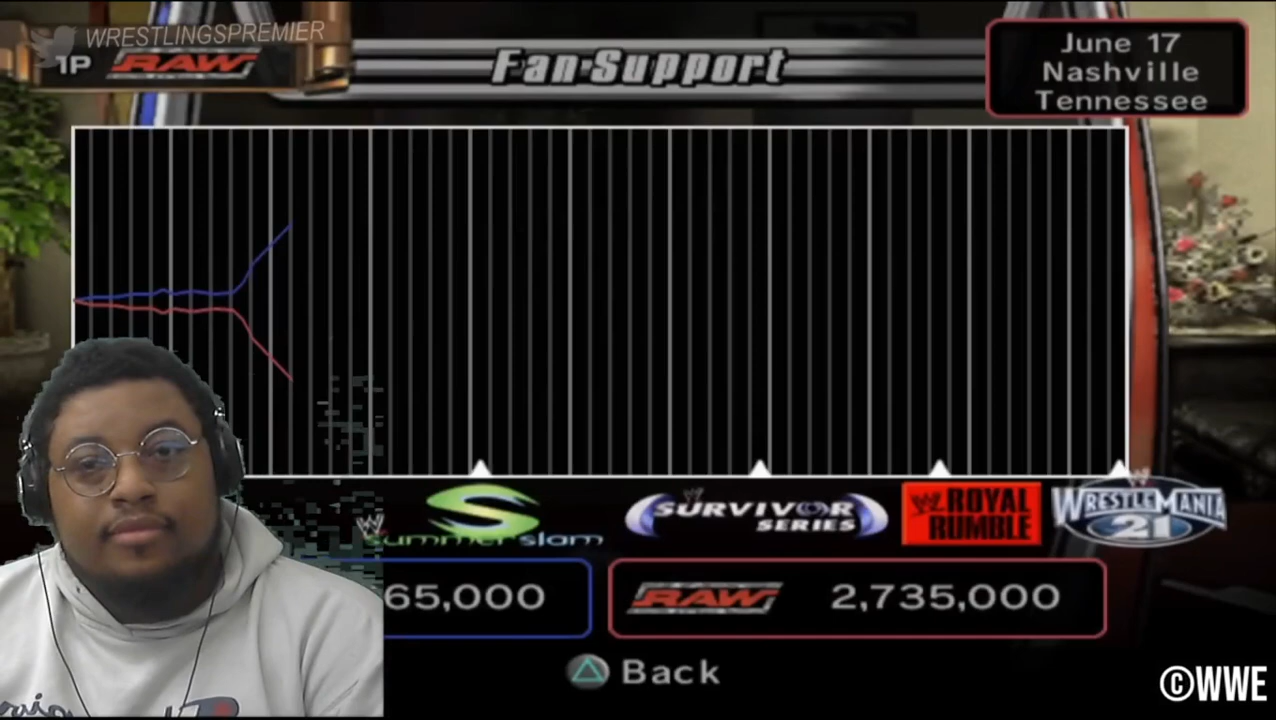 WRESTLINGSPREMIER
1P RAW
Fan Support
June 17
Nashville
Tennessee
W
summerslam
W
SURVIVOR
SERIES
W ROYAL
RUMBLE
W
WRESTLEMANIA
21
65,000
RAW 2,735,000
Back
©WWE